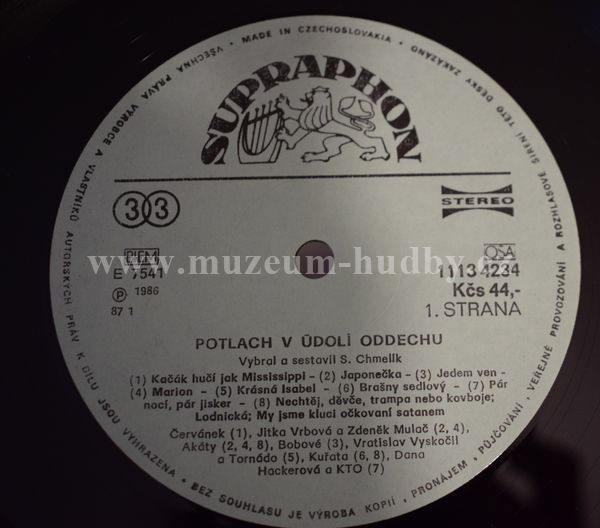 VŠECHNA PRÁVA VÝROBCE A VLASTNÍKŮ AUTORSKÝCH PRÁV K DÍLU JSOU VYHRAZENA • BEZ SOUHLASU JE VÝROBA KOPIÍ, PRONÁJEM, PŮJČOVÁNÍ, VEŘEJNÉ PROVOZOVÁNÍ A ROZHLASOVÉ ŠÍŘENÍ TÉTO DESKY ZAKÁZÁNO • MADE IN CZECHOSLOVAKIA •
SUPRAPHON
33
STEREO
www.muzeum-hudby.cz
E 7541
OSA
1113 4234
Ⓟ 1986
Kčs 44,-
87 1
1. STRANA
POTLACH V ÚDOLÍ ODDECHU
Vybral a sestavil S. Chmelík
(1) Kačák hučí jak Mississippi - (2) Japonečka - (3) Jedem ven -
(4) Marion - (5) Krásná Isabel - (6) Brašny sedlový - (7) Pár
nocí, pár jisker - (8) Nechtěj, děvče, trampa nebo kovboje;
Lodnická; My jsme kluci očkovaní satanem
Červánek (1), Jitka Vrbová a Zdeněk Mulač (2, 4),
Akáty (2, 4, 8), Bobové (3), Vratislav Vyskočil
a Tornádo (5), Kuřata (6, 8), Dana
Hackerová a KTO (7)